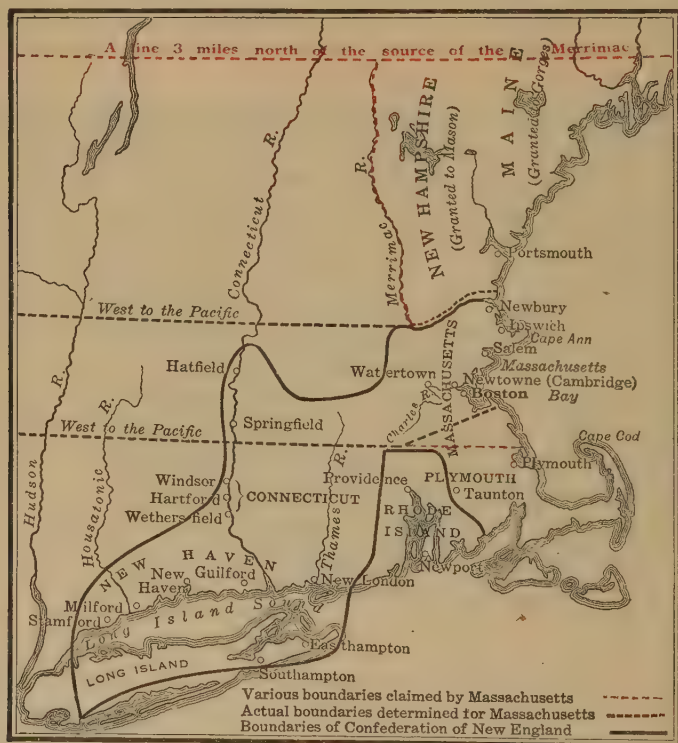 A line 3 miles north of the source of the Merrimac
MAINE
(Granted to Gorges)
NEW HAMPSHIRE
(Granted to Mason)
Connecticut R.
Merrimac R.
Portsmouth
West to the Pacific
Newbury
Ipswich
Cape Ann
Salem
Hatfield
Watertown
MASSACHUSETTS
Massachusetts
Bay
Newtowne (Cambridge)
Boston
Charles R.
Springfield
West to the Pacific
Cape Cod
Plymouth
Hudson R.
Housatonic R.
Windsor
Hartford
Wethersfield
CONNECTICUT
Thames R.
Providence
PLYMOUTH
Taunton
RHODE
ISLAND
Newport
NEW HAVEN
New
Haven
Guilford
New London
Milford
Stamford
Long Island Sound
LONG ISLAND
Easthampton
Southampton
Various boundaries claimed by Massachusetts
Actual boundaries determined for Massachusetts
Boundaries of Confederation of New England